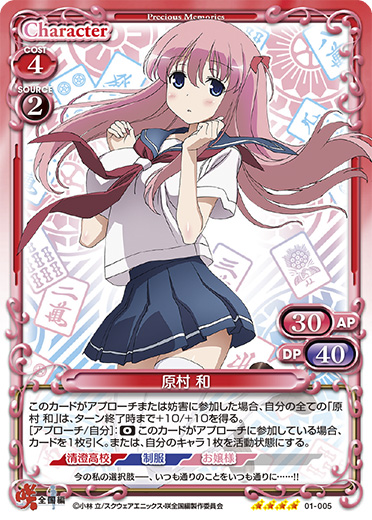 Precious Memories
Character
COST
4
SOURCE
2
30 AP
DP 40
原村 和
このカードがアプローチまたは妨害に参加した場合、自分の全ての「原
村 和」は、ターン終了時まで+10/+10を得る。
[アプローチ/自分]:このカードがアプローチに参加している場合、
カードを1枚引く。または、自分のキャラ1枚を活動状態にする。
清澄高校 制服 お嬢様
今の私の選択肢──、いつも通りのことをいつも通りに……!!
咲 全国編
©小林 立/スクウェアエニックス・咲全国編製作委員会
01-005